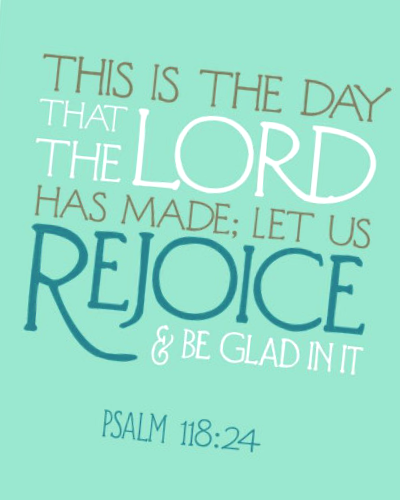 THIS IS THE DAY
THAT
THE LORD
HAS MADE; LET US
REJOICE
& BE GLAD IN IT
PSALM 118:24